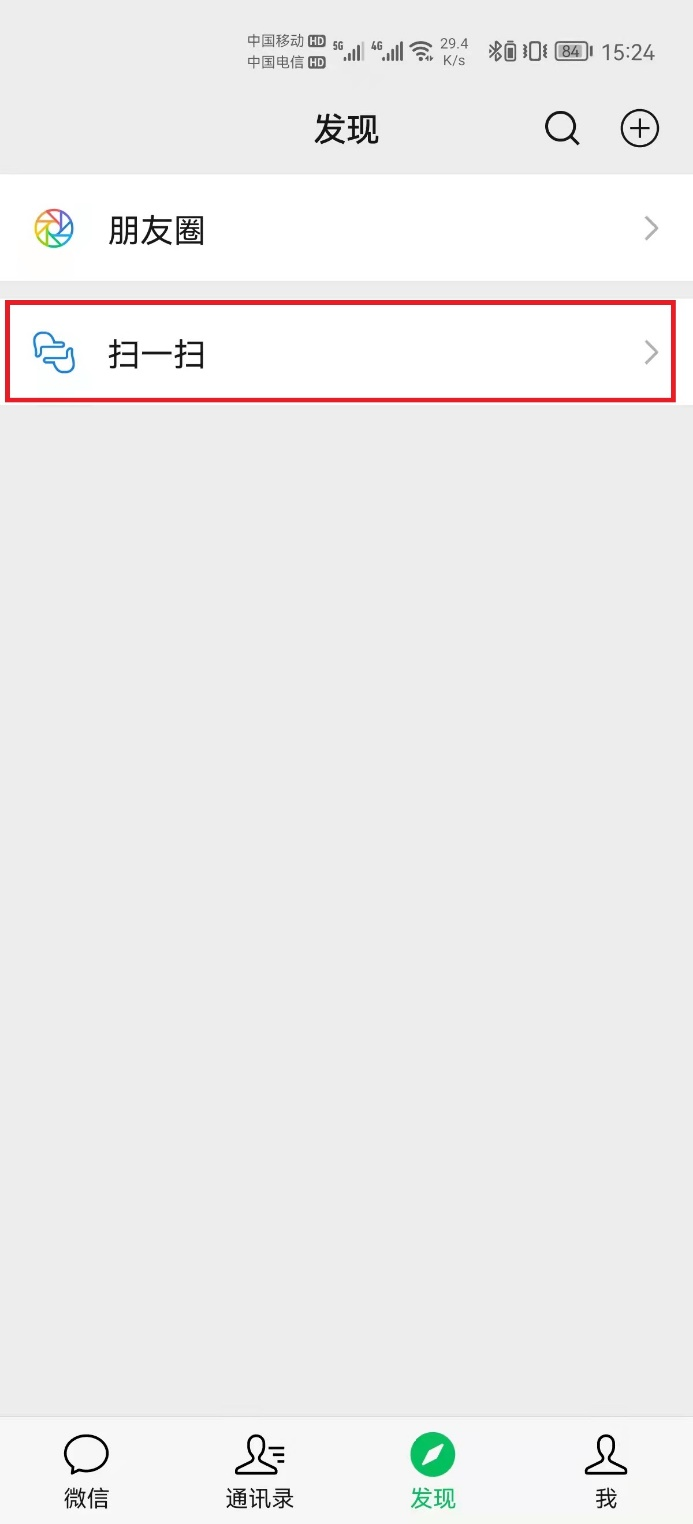 中国移动 HD 5G 4G 29.4 84 15:24
中国电信 HD K/s
发现
朋友圈
扫一扫
微信 通讯录 发现 我